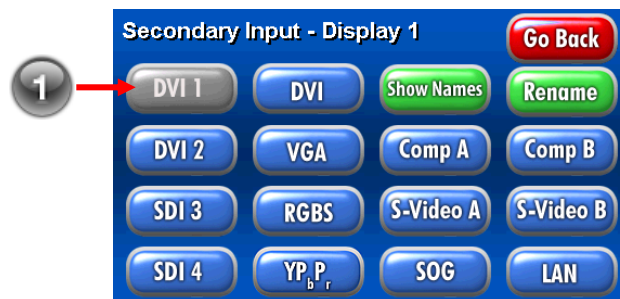 Secondary Input - Display 1
Go Back
1
DVI 1
DVI
Show Names
Rename
DVI 2
VGA
Comp A
Comp B
SDI 3
RGBS
S-Video A
S-Video B
SDI 4
YPbPr
SOG
LAN